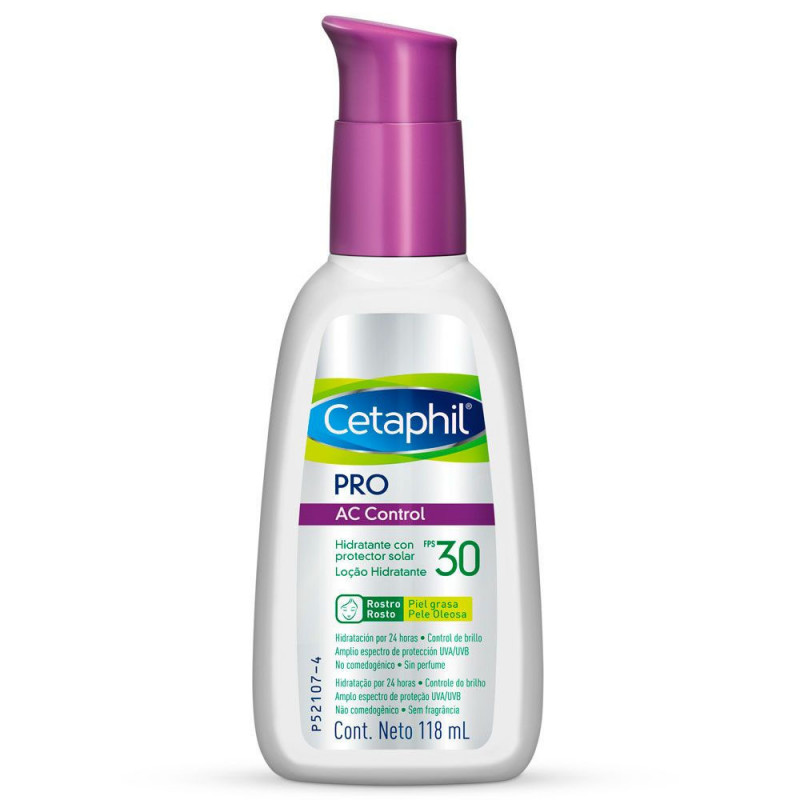 Cetaphil®
PRO
AC Control
Hidratante con
protector solar
Loção Hidratante
FPS 30
Rostro
Rosto
Piel grasa
Pele Oleosa
Hidratación por 24 horas • Control de brillo
Amplio espectro de protección UVA/UVB
No comedogénico • Sin perfume
Hidratação por 24 horas • Controle do brilho
Amplo espectro de proteção UVA/UVB
Não comedogênico • Sem fragrância
Cont. Neto 118 mL
P52107-4